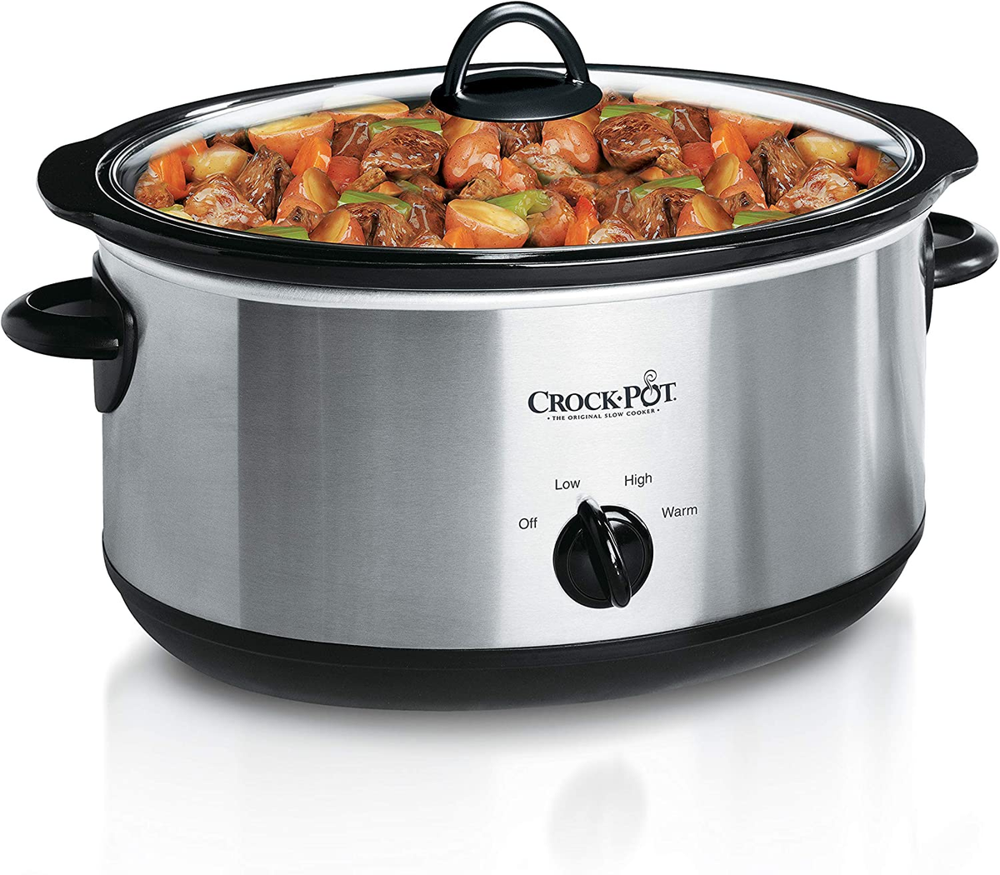 CROCK•POT®
• THE ORIGINAL SLOW COOKER •
Low
High
Off
Warm